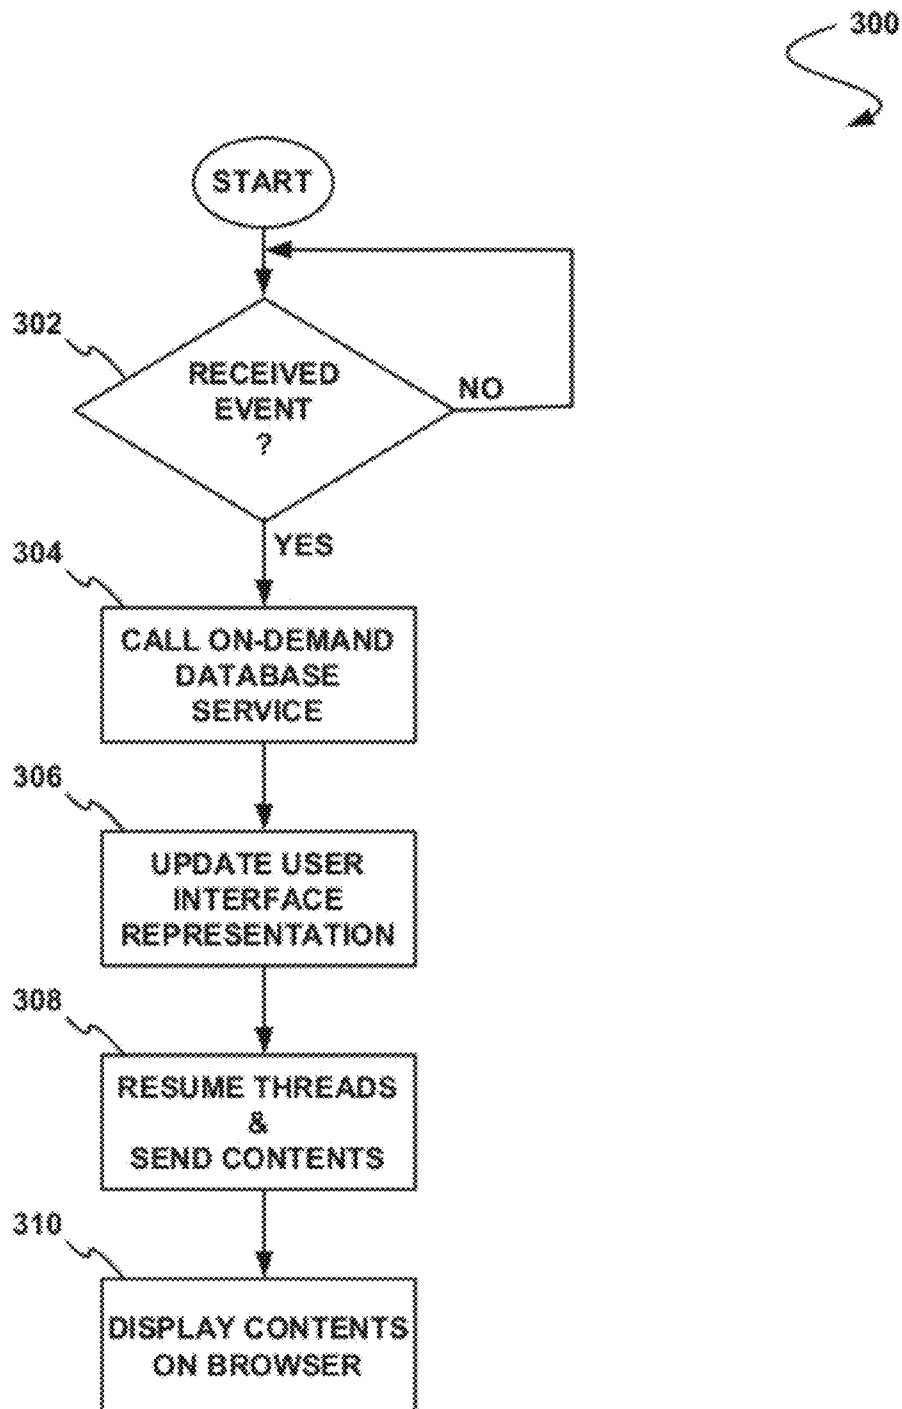 300
START
302
RECEIVED
EVENT
?
NO
YES
304
CALL ON-DEMAND
DATABASE
SERVICE
306
UPDATE USER
INTERFACE
REPRESENTATION
308
RESUME THREADS
&
SEND CONTENTS
310
DISPLAY CONTENTS
ON BROWSER